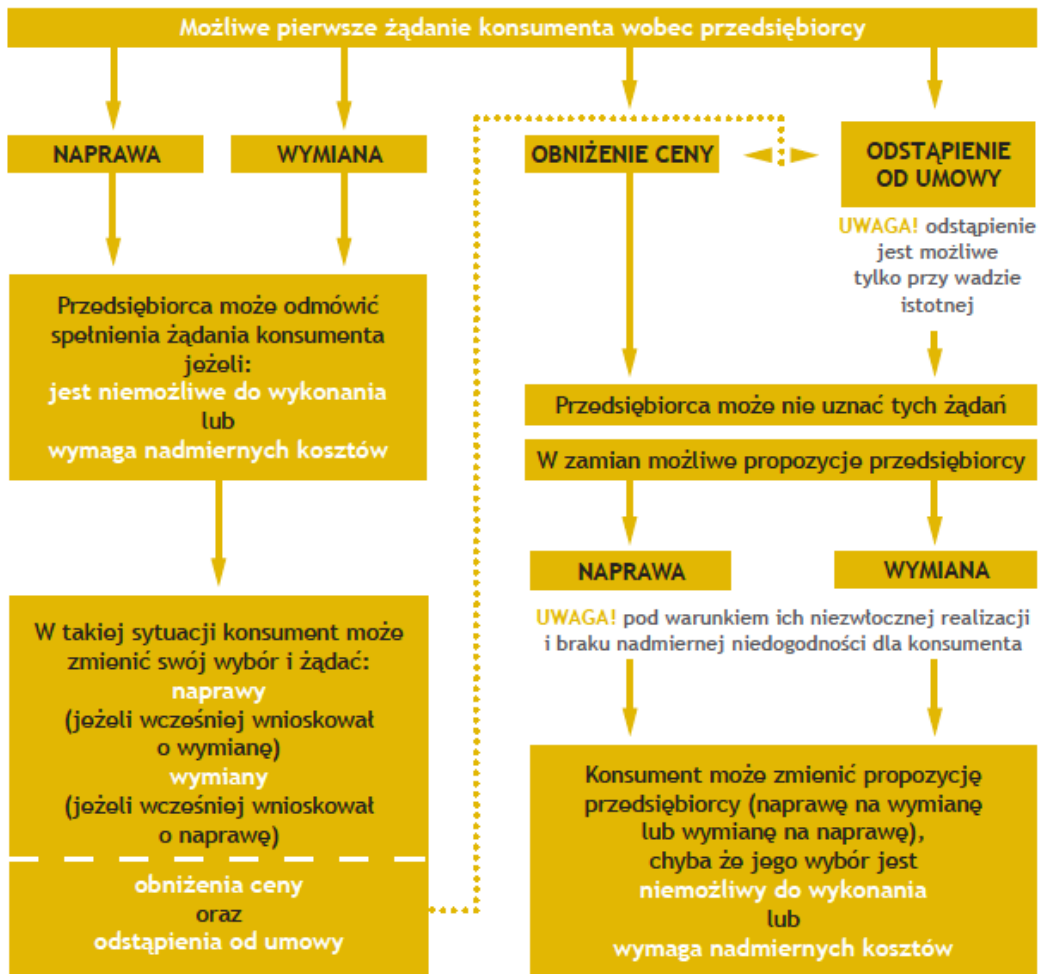 Możliwe pierwsze żądanie konsumenta wobec przedsiębiorcy
NAPRAWA
WYMIANA
OBNIŻENIE CENY
ODSTĄPIENIE
OD UMOWY
UWAGA! odstąpienie
jest możliwe
tylko przy wadzie
istotnej
Przedsiębiorca może odmówić
spełnienia żądania konsumenta
jeżeli:
jest niemożliwe do wykonania
lub
wymaga nadmiernych kosztów
W takiej sytuacji konsument może
zmienić swój wybór i żądać:
naprawy
(jeżeli wcześniej wnioskował
o wymianę)
wymiany
(jeżeli wcześniej wnioskował
o naprawę)
obniżenia ceny
oraz
odstąpienia od umowy
Przedsiębiorca może nie uznać tych żądań
W zamian możliwe propozycje przedsiębiorcy
NAPRAWA
WYMIANA
UWAGA! pod warunkiem ich niezwłocznej realizacji
i braku nadmiernej niedogodności dla konsumenta
Konsument może zmienić propozycję
przedsiębiorcy (naprawę na wymianę
lub wymianę na naprawę),
chyba że jego wybór jest
niemożliwy do wykonania
lub
wymaga nadmiernych kosztów